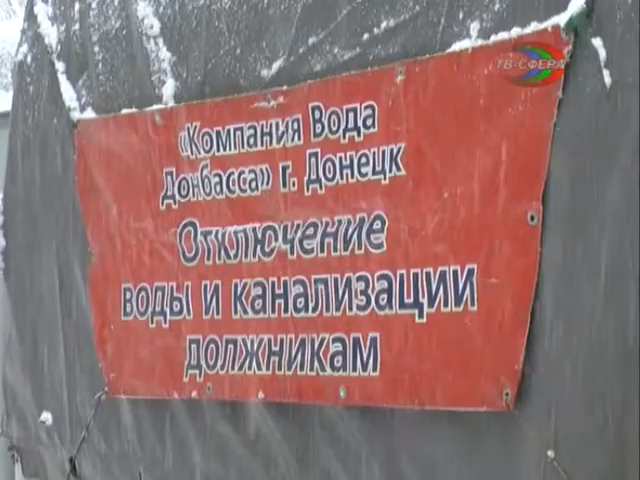 ТВ-СФЕРА
«Компания Вода
Донбасса» г. Донецк
Отключение
воды и канализации
должникам